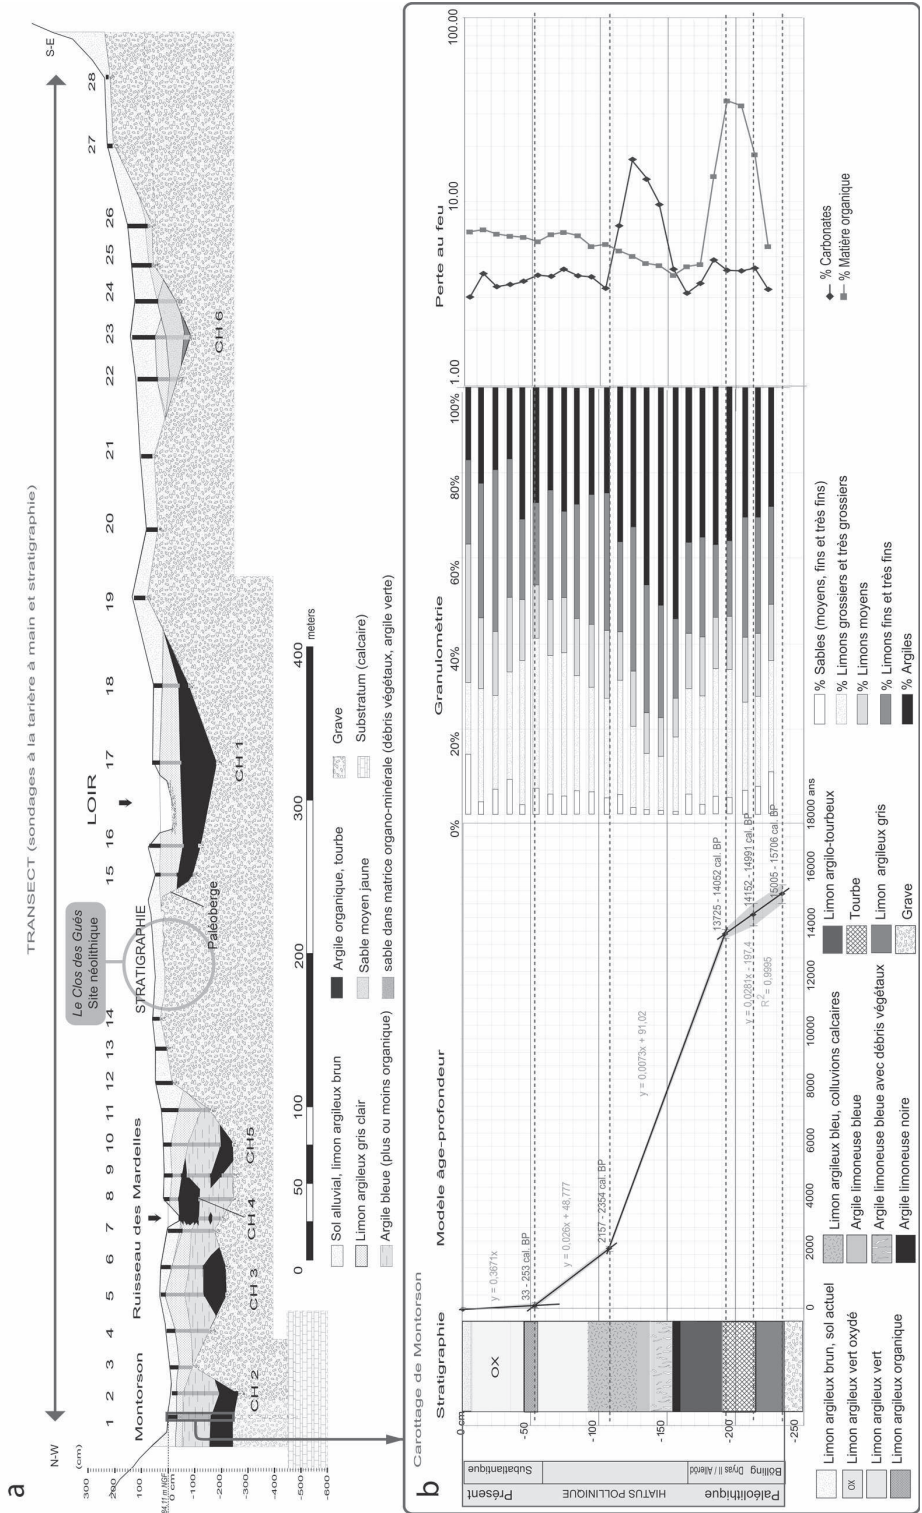 a
TRANSECT (sondages à la tarière à main et stratigraphie)
N-W
S-E
(cm)
300
200
100
94,11 m NGF
0 cm
-100
-200
-300
-400
-500
-600
Montorson
Ruisseau des Mardelles
Le Clos des Gués
Site néolithique
LOIR
1 2 3 4 5 6 7 8 9 10 11 12 13 14 15 16 17 18 19 20 21 22 23 24 25 26 27 28
STRATIGRAPHIE
Paléoberge
CH 2
CH 3
CH 4
CH5
CH 1
CH 6
0 50 100 200 300 400
meters
Sol alluvial, limon argileux brun
Limon argileux gris clair
Argile bleue (plus ou moins organique)
Argile organique, tourbe
Sable moyen jaune
sable dans matrice organo-minérale (débris végétaux, argile verte)
Grave
Substratum (calcaire)
b
Carottage de Montorson
Stratigraphie
Modèle âge-profondeur
Granulométrie
Perte au feu
0 cm
-50
-100
-150
-200
-250
Présent
Subatlantique
HIATUS POLLINIQUE
Paléolithique
Bölling
Dryas / II Alleröd
OX
0 2000 4000 6000 8000 10000 12000 14000 16000 18000 ans
y = 0,3671x
33 - 253 cal. BP
y = 0,026x + 48,777
2157 - 2354 cal. BP
y = 0,0073x + 91,02
13725 - 14052 cal. BP
y = 0,0281x - 197,4
R² = 0,9995
14152 - 14991 cal. BP
15005 - 15706 cal. BP
0% 20% 40% 60% 80% 100%
1.00 10.00 100.00
Limon argileux brun, sol actuel
OX
Limon argileux vert oxydé
Limon argileux vert
Limon argileux organique
Limon argileux bleu, colluvions calcaires
Argile limoneuse bleue
Argile limoneuse bleue avec débris végétaux
Argile limoneuse noire
Limon argilo-tourbeux
Tourbe
Limon argileux gris
Grave
% Sables (moyens, fins et très fins)
% Limons grossiers et très grossiers
% Limons moyens
% Limons fins et très fins
% Argiles
% Carbonates
% Matière organique